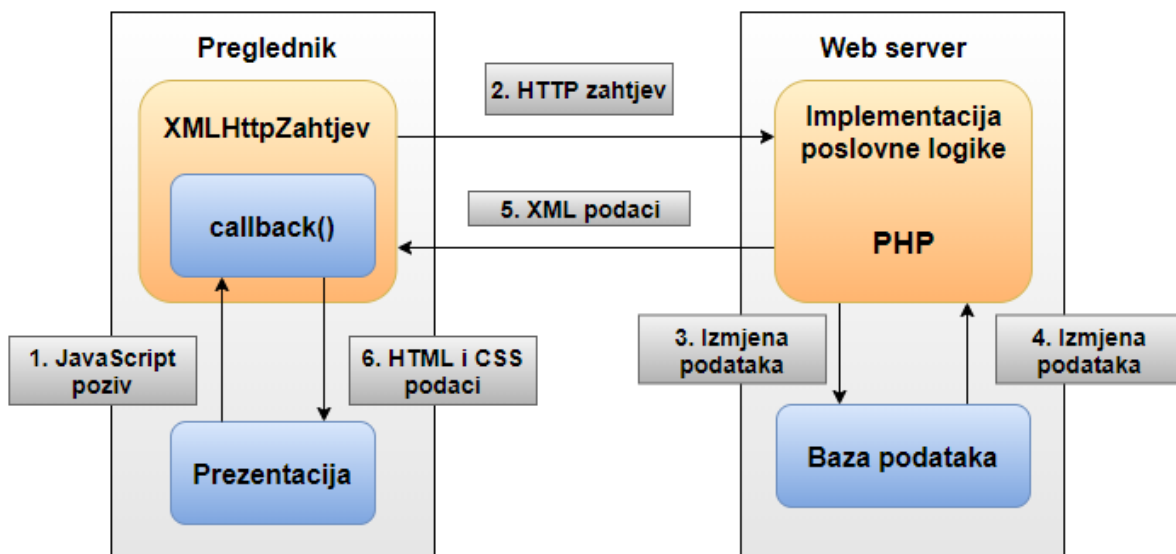 Preglednik
XMLHttpZahtjev
callback()
1. JavaScript
poziv
6. HTML i CSS
podaci
Prezentacija
2. HTTP zahtjev
5. XML podaci
Web server
Implementacija
poslovne logike
PHP
3. Izmjena
podataka
4. Izmjena
podataka
Baza podataka